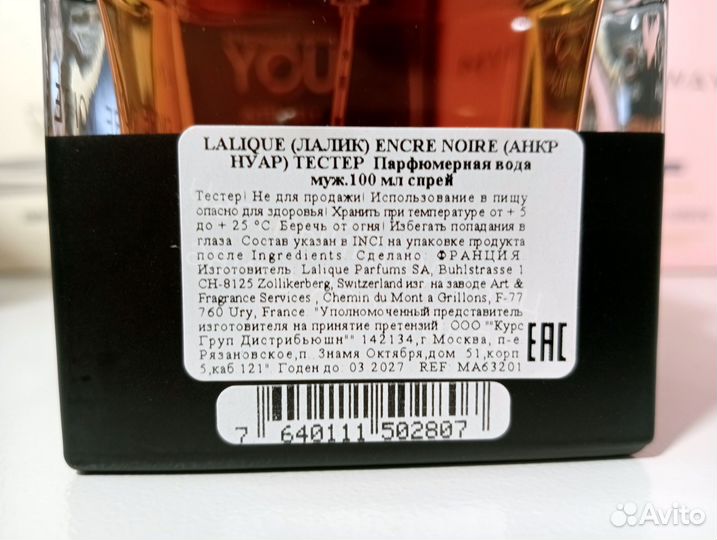 YOU
LALIQUE (ЛАЛИК) ENCRE NOIRE (АНКР
НУАР) ТЕСТЕР Парфюмерная вода
муж.100 мл спрей
Тестер! Не для продажи! Использование в пищу
опасно для здоровья! Хранить при температуре от + 5
до + 25 °C. Беречь от огня! Избегать попадания в
глаза. Состав указан в INCI на упаковке продукта
после Ingredients. Сделано: ФРАНЦИЯ
Изготовитель: Lalique Parfums SA, Buhlstrasse 1
CH-8125 Zollikerberg, Switzerland изг. на заводе Art &
Fragrance Services , Chemin du Mont a Grillons, F-77
760 Ury, France. "Уполномоченный представитель
изготовителя на принятие претензий: ООО ""Курс
Груп Дистрибьюшн"" 142134,г Москва, п-е
Рязановское,п. Знамя Октября,дом 51,корп
5,каб 121" Годен до: 03.2027 REF: MA63201
EAC
7 640111 502807
Avito